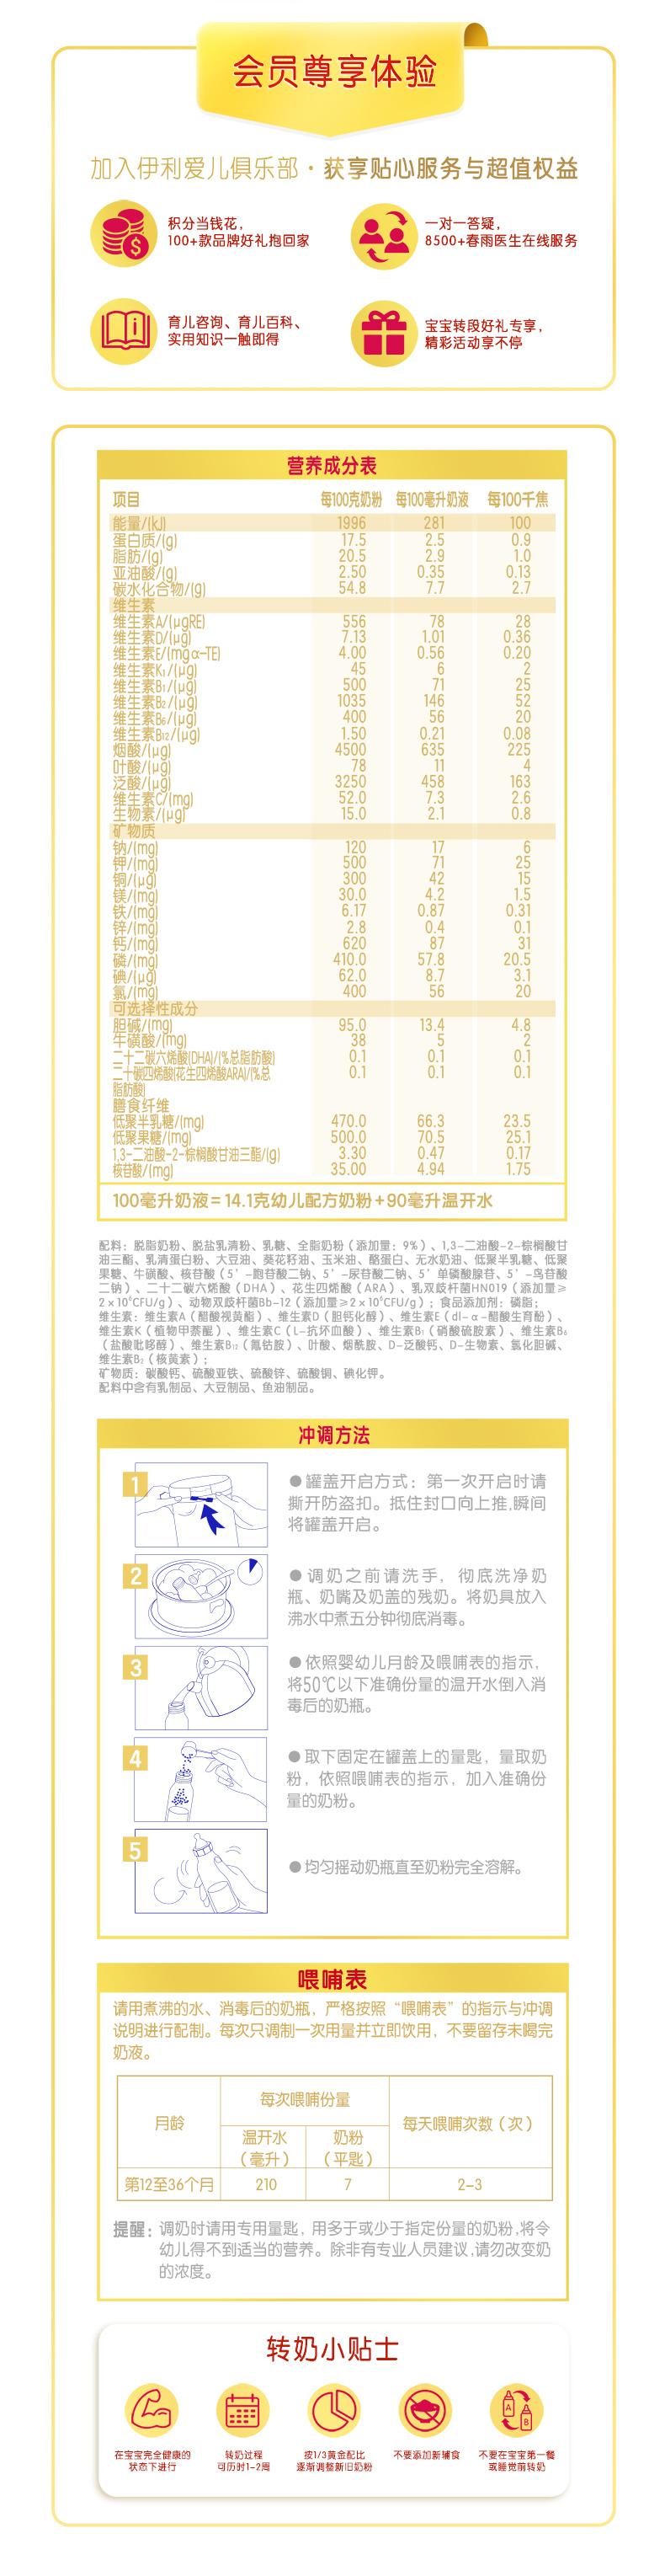 会员尊享体验
加入伊利爱儿俱乐部·获享贴心服务与超值权益
积分当钱花，
100+款品牌好礼抱回家
一对一答疑，
8500+春雨医生在线服务
育儿咨询、育儿百科、
实用知识一触即得
宝宝转段好礼专享，
精彩活动享不停
营养成分表
项目 每100克奶粉 每100毫升奶液 每100千焦
能量/(kJ) 1996 281 100
蛋白质/(g) 17.5 2.5 0.9
脂肪/(g) 20.5 2.9 1.0
亚油酸/(g) 2.50 0.35 0.13
碳水化合物/(g) 54.8 7.7 2.7
维生素
维生素A/(μgRE) 556 78 28
维生素D/(μg) 7.13 1.01 0.36
维生素E/(mgα-TE) 4.00 0.56 0.20
维生素K₁/(μg) 45 6 2
维生素B₁/(μg) 500 71 25
维生素B₂/(μg) 1035 146 52
维生素B₆/(μg) 400 56 20
维生素B₁₂/(μg) 1.50 0.21 0.08
烟酸/(μg) 4500 635 225
叶酸/(μg) 78 11 4
泛酸/(μg) 3250 458 163
维生素C/(mg) 52.0 7.3 2.6
生物素/(μg) 15.0 2.1 0.8
矿物质
钠/(mg) 120 17 6
钾/(mg) 500 71 25
铜/(μg) 300 42 15
镁/(mg) 30.0 4.2 1.5
铁/(mg) 6.17 0.87 0.31
锌/(mg) 2.8 0.4 0.1
钙/(mg) 620 87 31
磷/(mg) 410.0 57.8 20.5
碘/(μg) 62.0 8.7 3.1
氯/(mg) 400 56 20
可选择性成分
胆碱/(mg) 95.0 13.4 4.8
牛磺酸/(mg) 38 5 2
二十二碳六烯酸(DHA)/(%总脂肪酸) 0.1 0.1 0.1
二十碳四烯酸(花生四烯酸ARA)/(%总 0.1 0.1 0.1
脂肪酸)
膳食纤维
低聚半乳糖/(mg) 470.0 66.3 23.5
低聚果糖/(mg) 500.0 70.5 25.1
1,3-二油酸-2-棕榈酸甘油三酯/(g) 3.30 0.47 0.17
核苷酸/(mg) 35.00 4.94 1.75
100毫升奶液=14.1克幼儿配方奶粉+90毫升温开水
配料：脱脂奶粉、脱盐乳清粉、乳糖、全脂奶粉（添加量：9%）、1,3-二油酸-2-棕榈酸甘
油三酯、乳清蛋白粉、大豆油、葵花籽油、玉米油、酪蛋白、无水奶油、低聚半乳糖、低聚
果糖、牛磺酸、核苷酸（5’-胞苷酸二钠、5’-尿苷酸二钠、5’单磷酸腺苷、5’-鸟苷酸
二钠）、二十二碳六烯酸（DHA）、花生四烯酸（ARA）、乳双歧杆菌HN019（添加量≥
2×10⁶CFU/g）、动物双歧杆菌Bb-12（添加量≥2×10⁶CFU/g）；食品添加剂：磷脂；
维生素：维生素A（醋酸视黄酯）、维生素D（胆钙化醇）、维生素E（dl-α-醋酸生育酚）、
维生素K（植物甲萘醌）、维生素C（L-抗坏血酸）、维生素B₁（硝酸硫胺素）、维生素B₆
（盐酸吡哆醇）、维生素B₁₂（氰钴胺）、叶酸、烟酰胺、D-泛酸钙、D-生物素、氯化胆碱、
维生素B₂（核黄素）；
矿物质：碳酸钙、硫酸亚铁、硫酸锌、硫酸铜、碘化钾。
配料中含有乳制品、大豆制品、鱼油制品。
冲调方法
1
●罐盖开启方式：第一次开启时请
撕开防盗扣。抵住封口向上推,瞬间
将罐盖开启。
2
●调奶之前请洗手，彻底洗净奶
瓶、奶嘴及奶盖的残奶。将奶具放入
沸水中煮五分钟彻底消毒。
3
●依照婴幼儿月龄及喂哺表的指示，
将50℃以下准确份量的温开水倒入消
毒后的奶瓶。
4
●取下固定在罐盖上的量匙，量取奶
粉，依照喂哺表的指示，加入准确份
量的奶粉。
5
●均匀摇动奶瓶直至奶粉完全溶解。
喂哺表
请用煮沸的水、消毒后的奶瓶，严格按照“喂哺表”的指示与冲调
说明进行配制。每次只调制一次用量并立即饮用，不要留存未喝完
奶液。
月龄 每次喂哺份量 每天喂哺次数（次）
温开水 奶粉
（毫升） （平匙）
第12至36个月 210 7 2-3
提醒：调奶时请用专用量匙，用多于或少于指定份量的奶粉,将令
幼儿得不到适当的营养。除非有专业人员建议,请勿改变奶
的浓度。
转奶小贴士
A
B
在宝宝完全健康的
状态下进行
转奶过程
可历时1-2周
按1/3黄金配比
逐渐调整新旧奶粉
不要添加新辅食
不要在宝宝第一餐
或睡觉前转奶